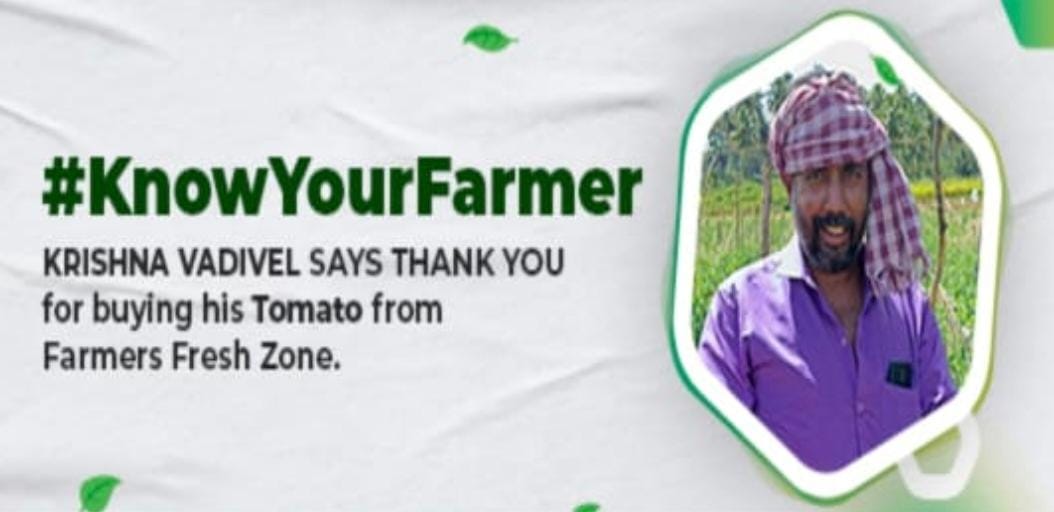 #KnowYourFarmer
KRISHNA VADIVEL SAYS THANK YOU
for buying his Tomato from
Farmers Fresh Zone.